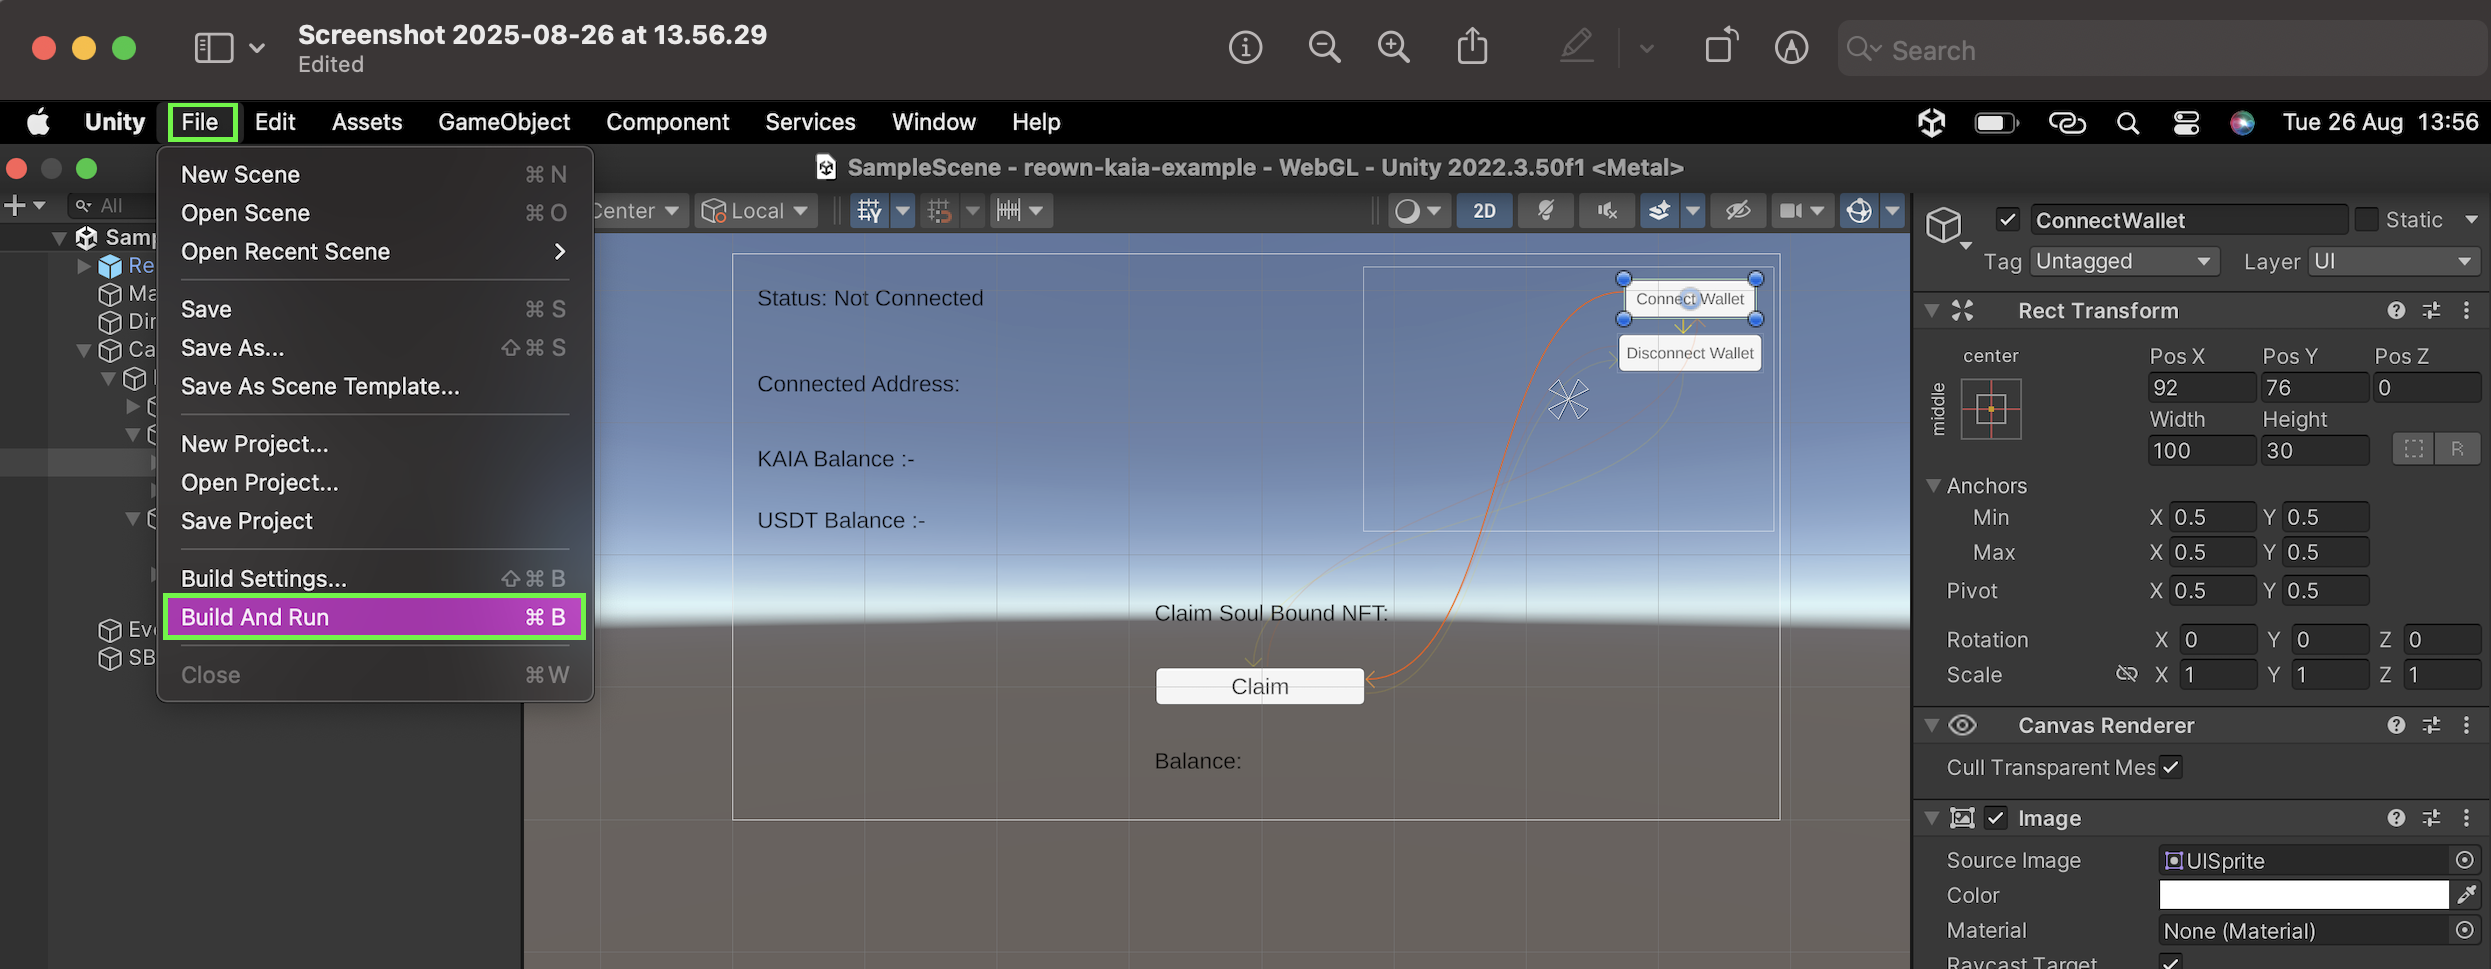 Screenshot 2025-08-26 at 13.56.29
Edited
Search
Unity File Edit Assets GameObject Component Services Window Help
Tue 26 Aug 13:56
SampleScene - reown-kaia-example - WebGL - Unity 2022.3.50f1 <Metal>
All
Center
Local
2D
New Scene ⌘ N
Open Scene ⌘ O
Open Recent Scene
Save ⌘ S
Save As... ⇧⌘ S
Save As Scene Template...
New Project...
Open Project...
Save Project
Build Settings... ⇧⌘ B
Build And Run ⌘ B
Close ⌘W
Status: Not Connected
Connected Address:
KAIA Balance :-
USDT Balance :-
Connect Wallet
Disconnect Wallet
Claim Soul Bound NFT:
Claim
Balance:
ConnectWallet
Static
Tag Untagged
Layer UI
Rect Transform
center
middle
Pos X Pos Y Pos Z
92 76 0
Width Height
100 30
R
Anchors
Min X 0.5 Y 0.5
Max X 0.5 Y 0.5
Pivot X 0.5 Y 0.5
Rotation X 0 Y 0 Z 0
Scale X 1 Y 1 Z 1
Canvas Renderer
Cull Transparent Mes
Image
Source Image UISprite
Color
Material None (Material)
Raycast Target